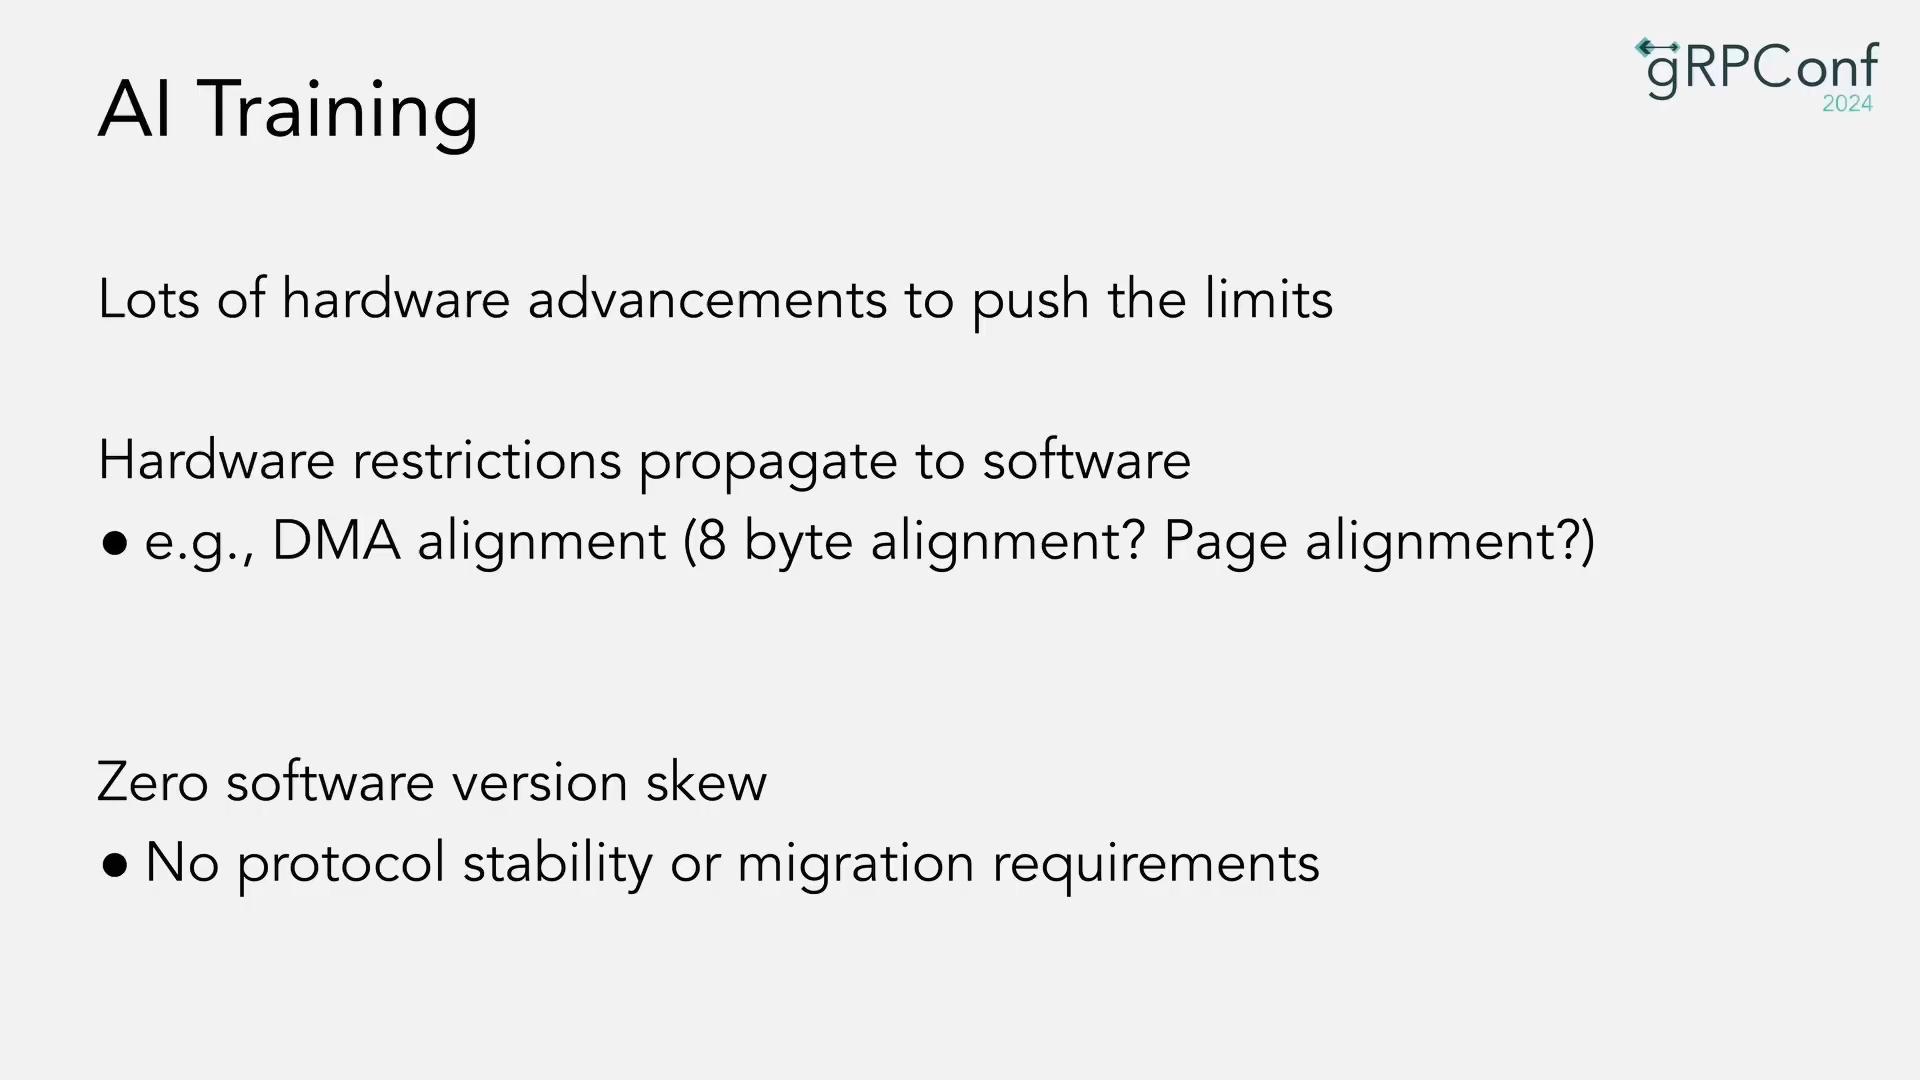 AI Training
gRPConf
2024
Lots of hardware advancements to push the limits
Hardware restrictions propagate to software
● e.g., DMA alignment (8 byte alignment? Page alignment?)
Zero software version skew
● No protocol stability or migration requirements